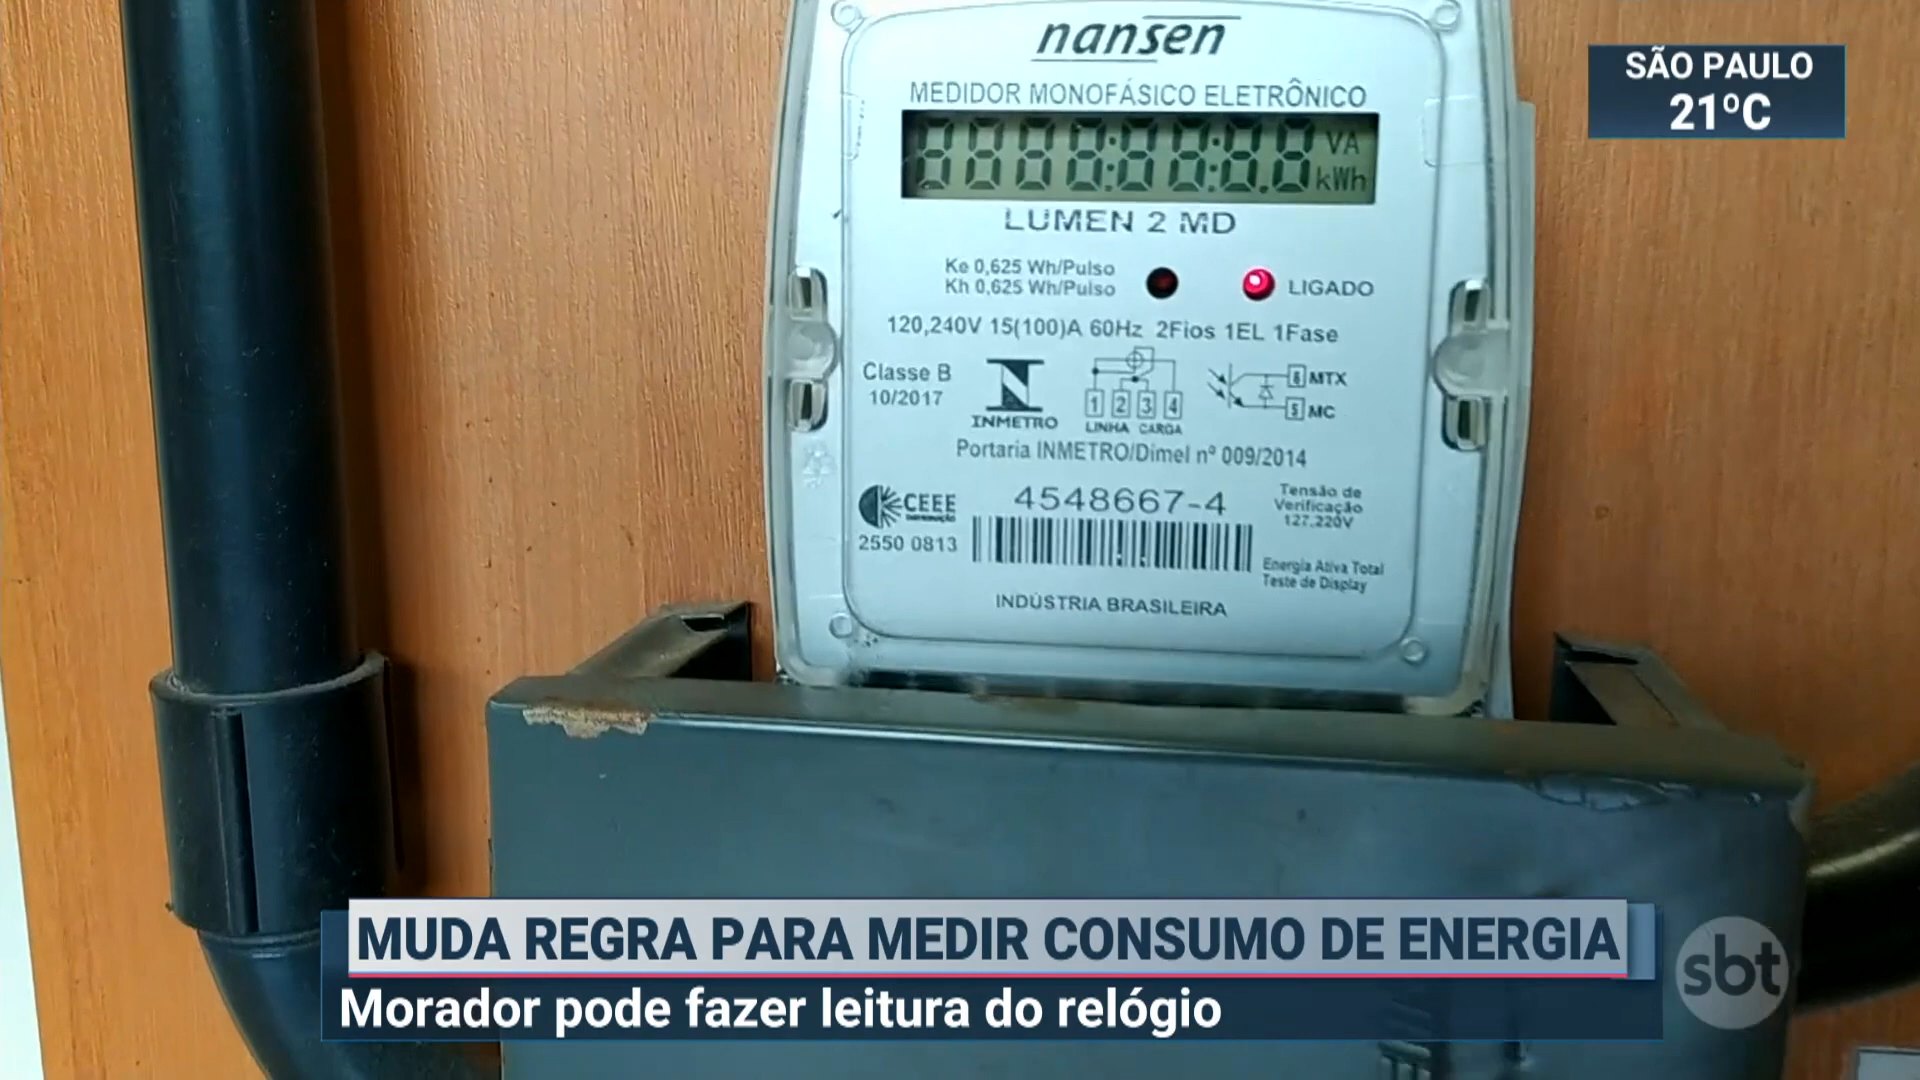 nansen
MEDIDOR MONOFÁSICO ELETRÔNICO
8888:88:8.8 VA kWh
LUMEN 2 MD
Ke 0,625 Wh/Pulso
Kh 0,625 Wh/Pulso
LIGADO
120,240V 15(100)A 60Hz 2Fios 1EL 1Fase
Classe B
10/2017
INMETRO
1 2 3 4
LINHA CARGA
6 MTX
5 MC
Portaria INMETRO/Dimel nº 009/2014
CEEE
2550 0813
4548667-4
Tensão de
Verificação
127.220V
Energia Ativa Total
Teste de Display
INDÚSTRIA BRASILEIRA
SÃO PAULO
21ºC
MUDA REGRA PARA MEDIR CONSUMO DE ENERGIA
Morador pode fazer leitura do relógio
sbt